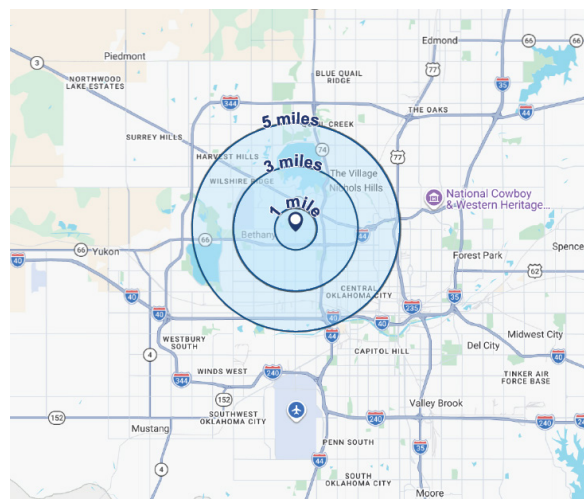 66
66
66
Edmond
Piedmont
77
3
35
BLUE QUAIL
RIDGE
NORTHWOOD
LAKE ESTATES
344
THE OAKS
44
5 miles
SURREY HILLS
74
HARVEST HILLS
77
3 miles
The Village
WILSHIRE RIDGE
Nichols Hills
National Cowboy
& Western Heritage...
1 mile
Bethany
66
44
66
Yukon
40
Forest Park
Spence
62
40
CENTRAL
OKLAHOMA CITY
35
235
40
40
40
44
Midwest City
WESTBURY
SOUTH
CAPITOL HILL
Del City
4
40
WINDS WEST
240
TINKER AIR
FORCE BASE
344
152
Valley Brook
152
SOUTHWEST
OKLAHOMA CITY
240
240
Mustang
PENN SOUTH
35
44
4
SOUTH
OKLAHOMA CITY
Moore